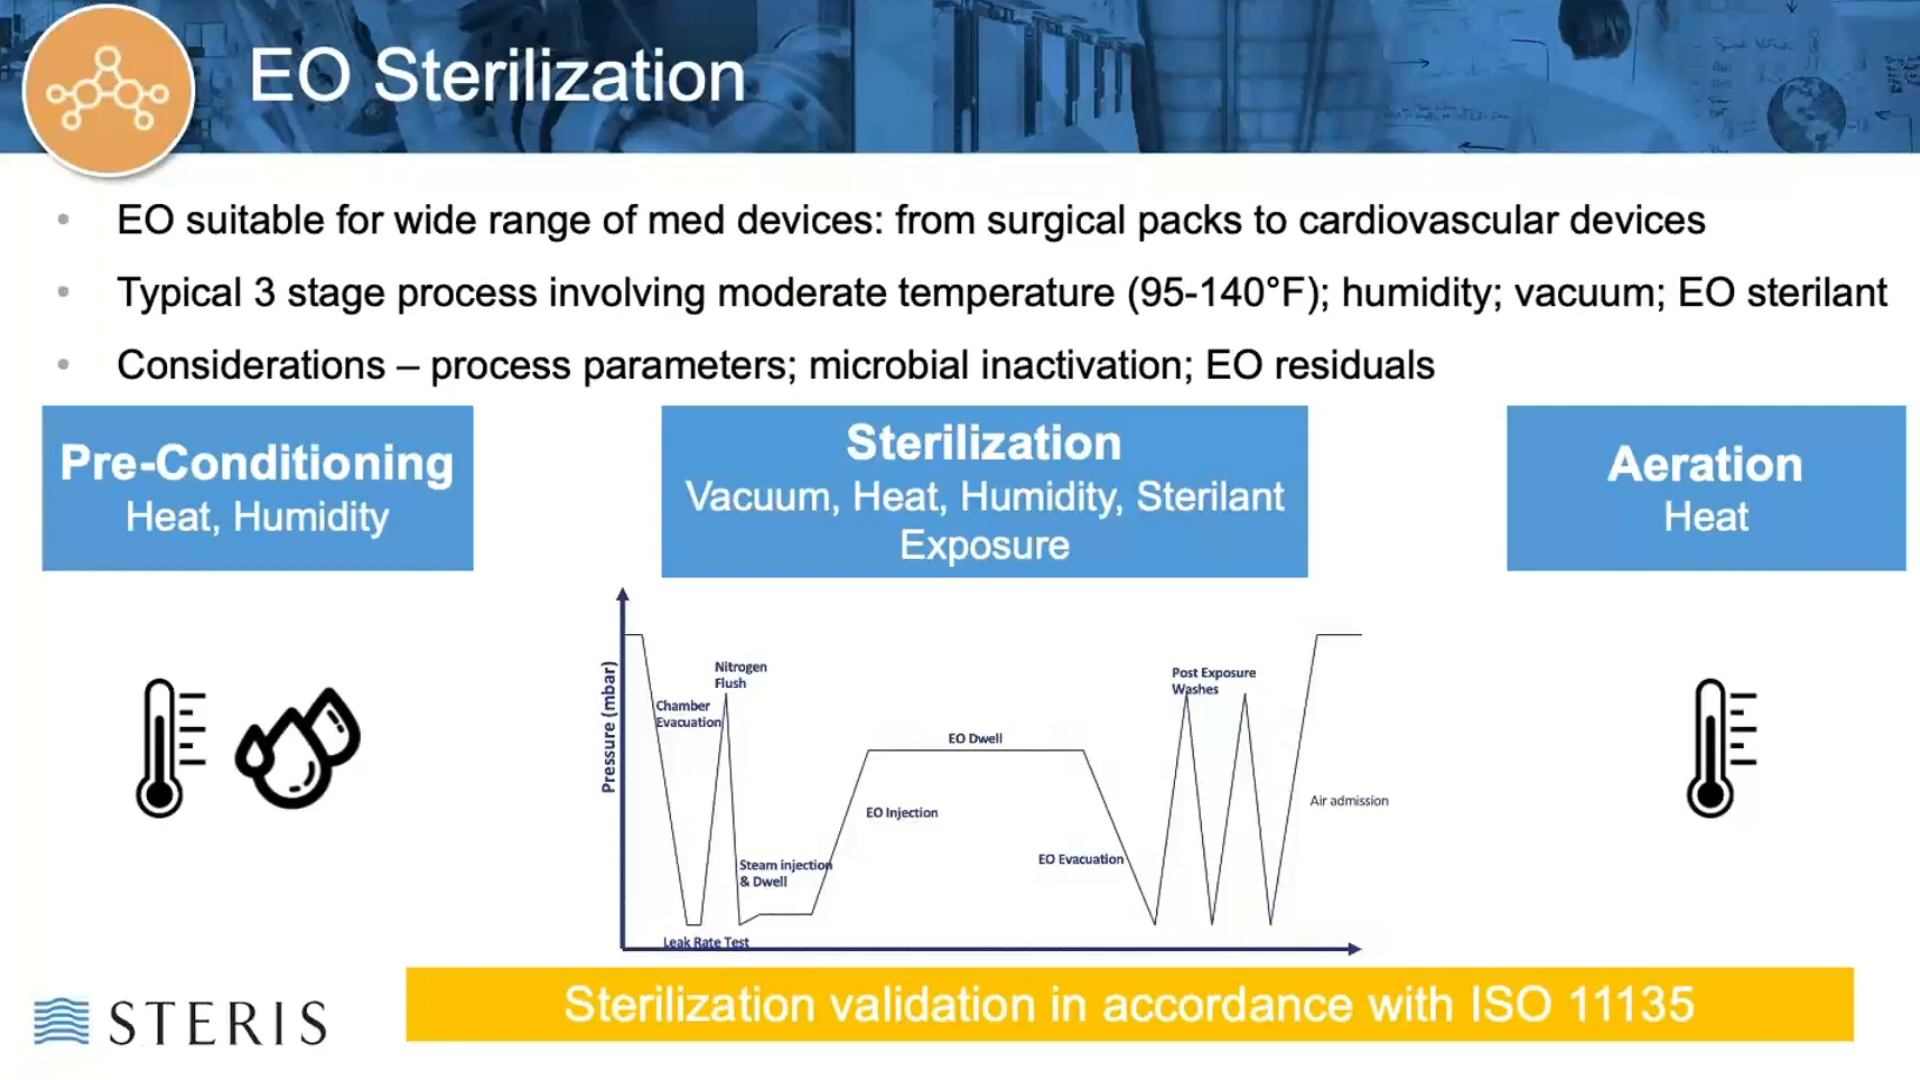 EO Sterilization
• EO suitable for wide range of med devices: from surgical packs to cardiovascular devices
• Typical 3 stage process involving moderate temperature (95-140°F); humidity; vacuum; EO sterilant
• Considerations – process parameters; microbial inactivation; EO residuals
Pre-Conditioning
Heat, Humidity
Sterilization
Vacuum, Heat, Humidity, Sterilant
Exposure
Aeration
Heat
Pressure (mbar)
Chamber
Evacuation
Nitrogen
Flush
Leak Rate Test
Steam injection
& Dwell
EO Injection
EO Dwell
EO Evacuation
Post Exposure
Washes
Air admission
STERIS
Sterilization validation in accordance with ISO 11135